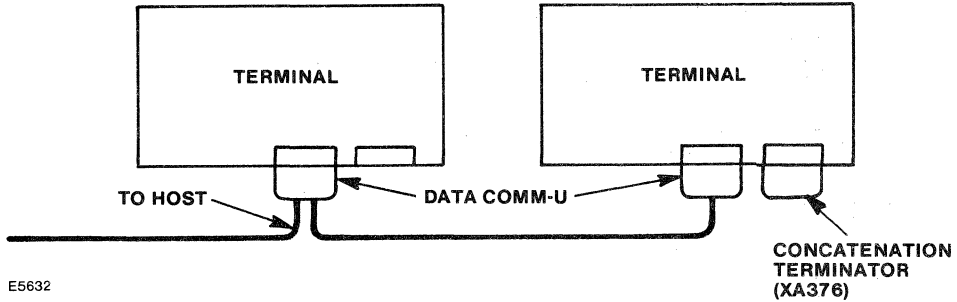 TERMINAL
TERMINAL
TO HOST
DATA COMM-U
CONCATENATION
TERMINATOR
(XA376)
E5632